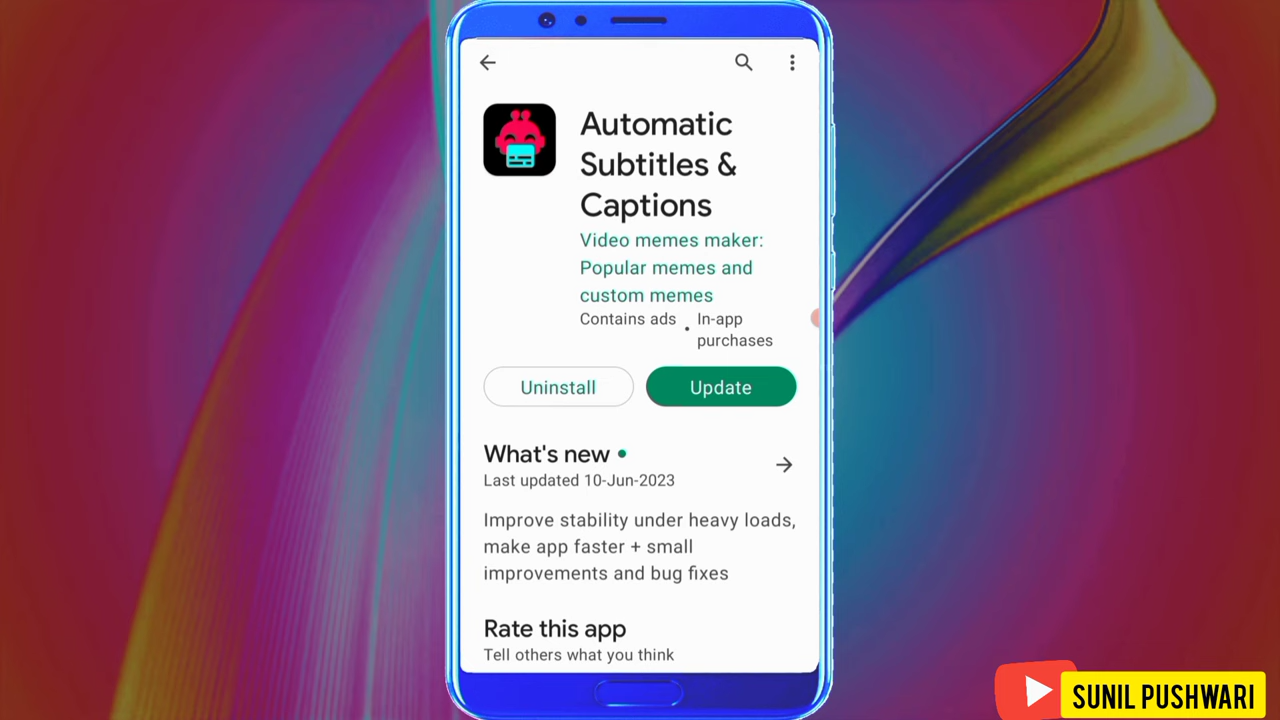 Automatic
Subtitles &
Captions
Video memes maker:
Popular memes and
custom memes
Contains ads • In-app
purchases
Uninstall Update
What's new •
Last updated 10-Jun-2023
Improve stability under heavy loads,
make app faster + small
improvements and bug fixes
Rate this app
Tell others what you think
SUNIL PUSHWARI